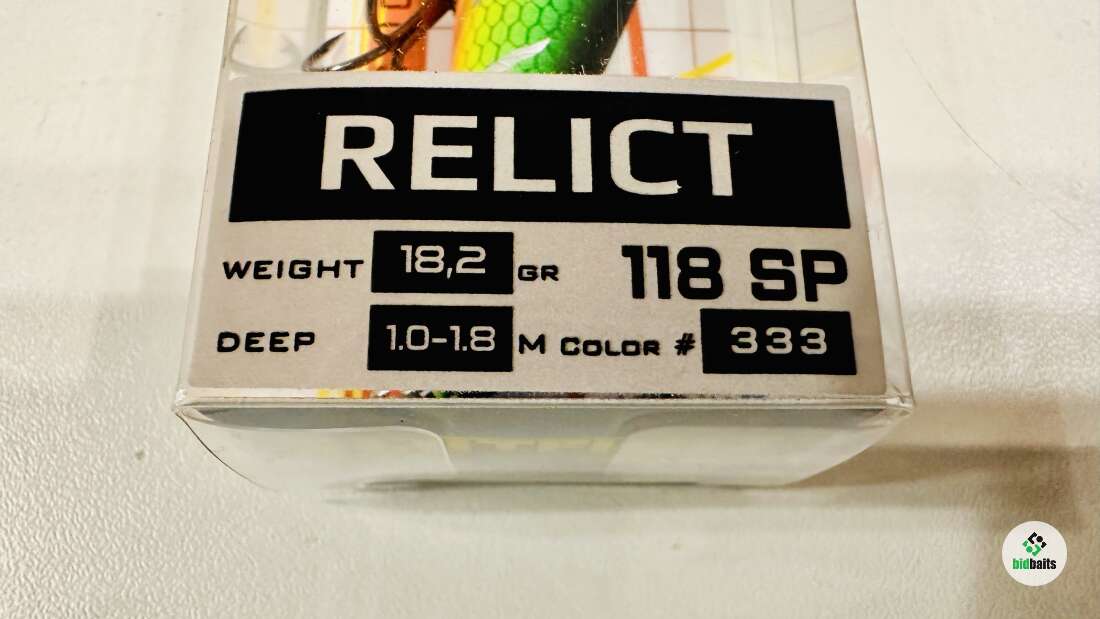 RELICT
WEIGHT 18,2 GR 118 SP
DEEP 1.0-1.8 M COLOR # 333
bidbaits